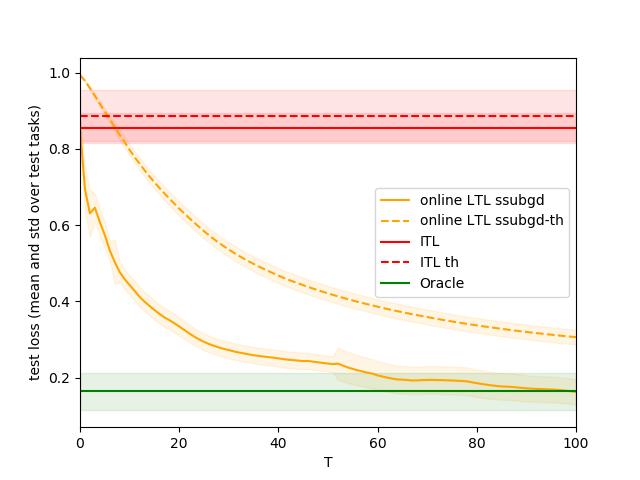 1.0
0.8
0.6
0.4
0.2
0
20
40
60
80
100
T
test loss (mean and std over test tasks)
online LTL ssubgd
online LTL ssubgd-th
ITL
ITL th
Oracle